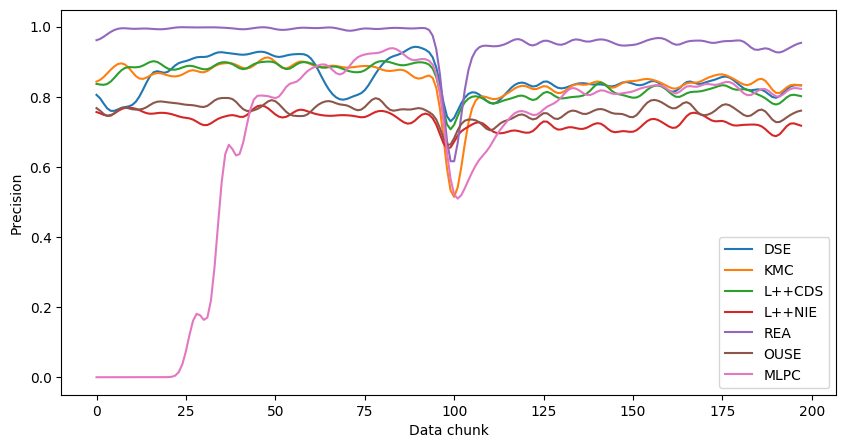 Precision
1.0
0.8
0.6
0.4
0.2
0.0
0
25
50
75
100
125
150
175
200
Data chunk
DSE
KMC
L++CDS
L++NIE
REA
OUSE
MLPC